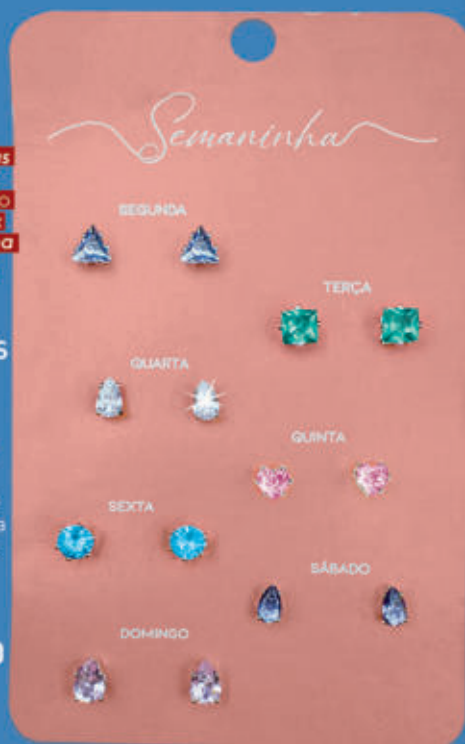 Semaninha
SEGUNDA
TERÇA
QUARTA
QUINTA
SEXTA
SÁBADO
DOMINGO